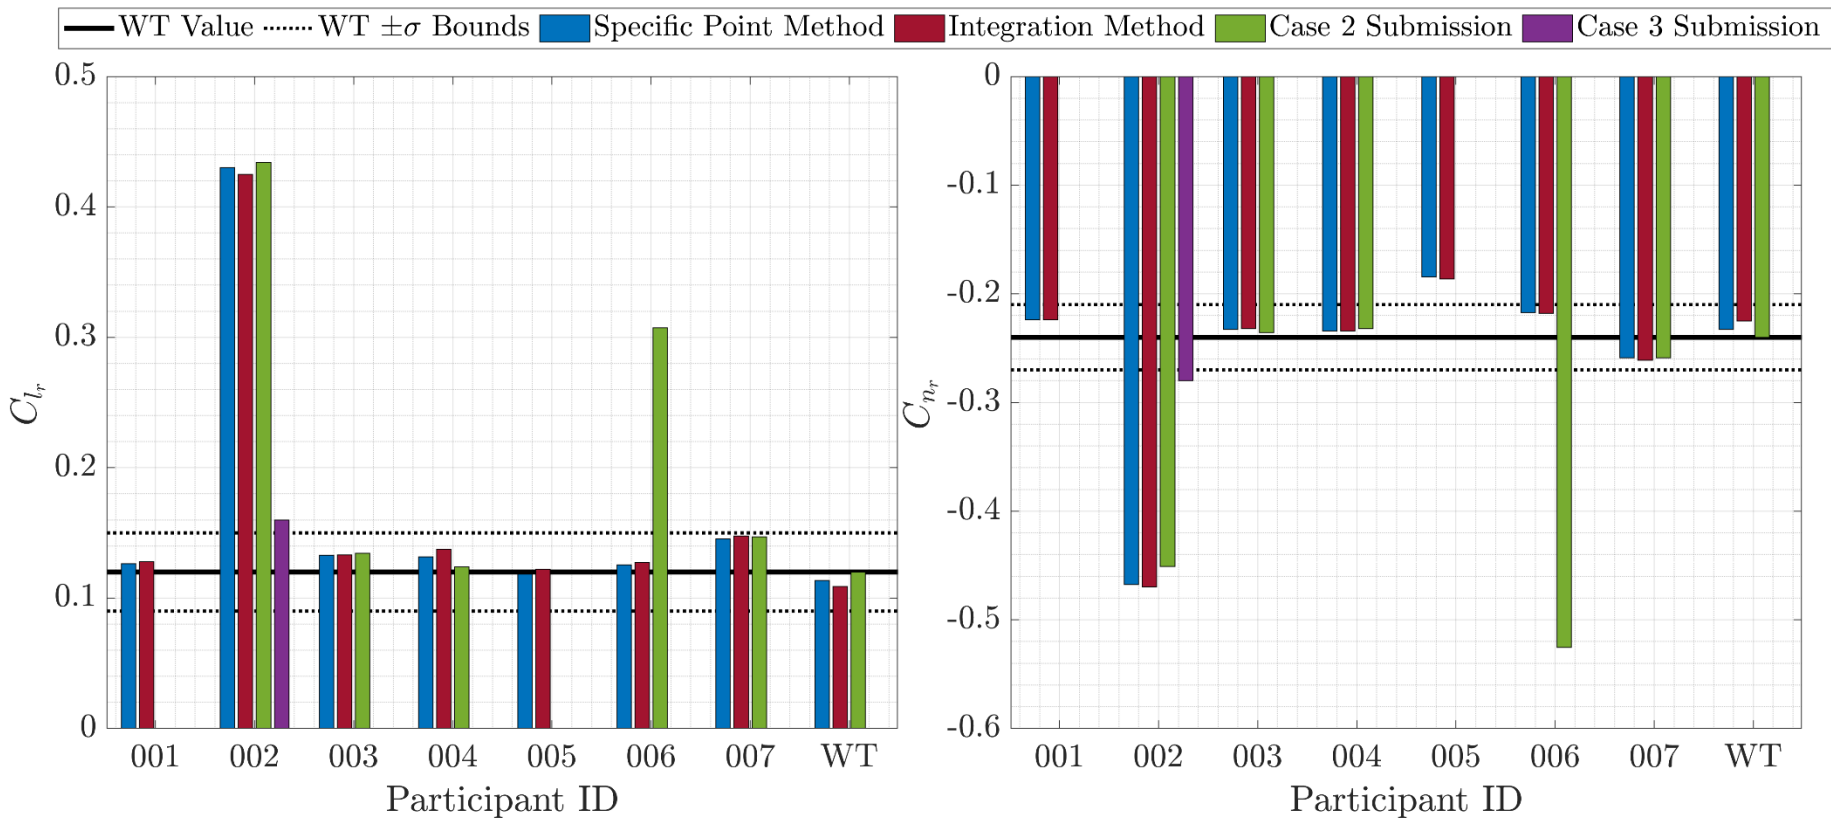 WT Value WT ±σ Bounds Specific Point Method Integration Method Case 2 Submission Case 3 Submission
0.5
0.4
0.3
0.2
0.1
0
C_{l_r}
001 002 003 004 005 006 007 WT
Participant ID
0
-0.1
-0.2
-0.3
-0.4
-0.5
-0.6
C_{n_r}
001 002 003 004 005 006 007 WT
Participant ID